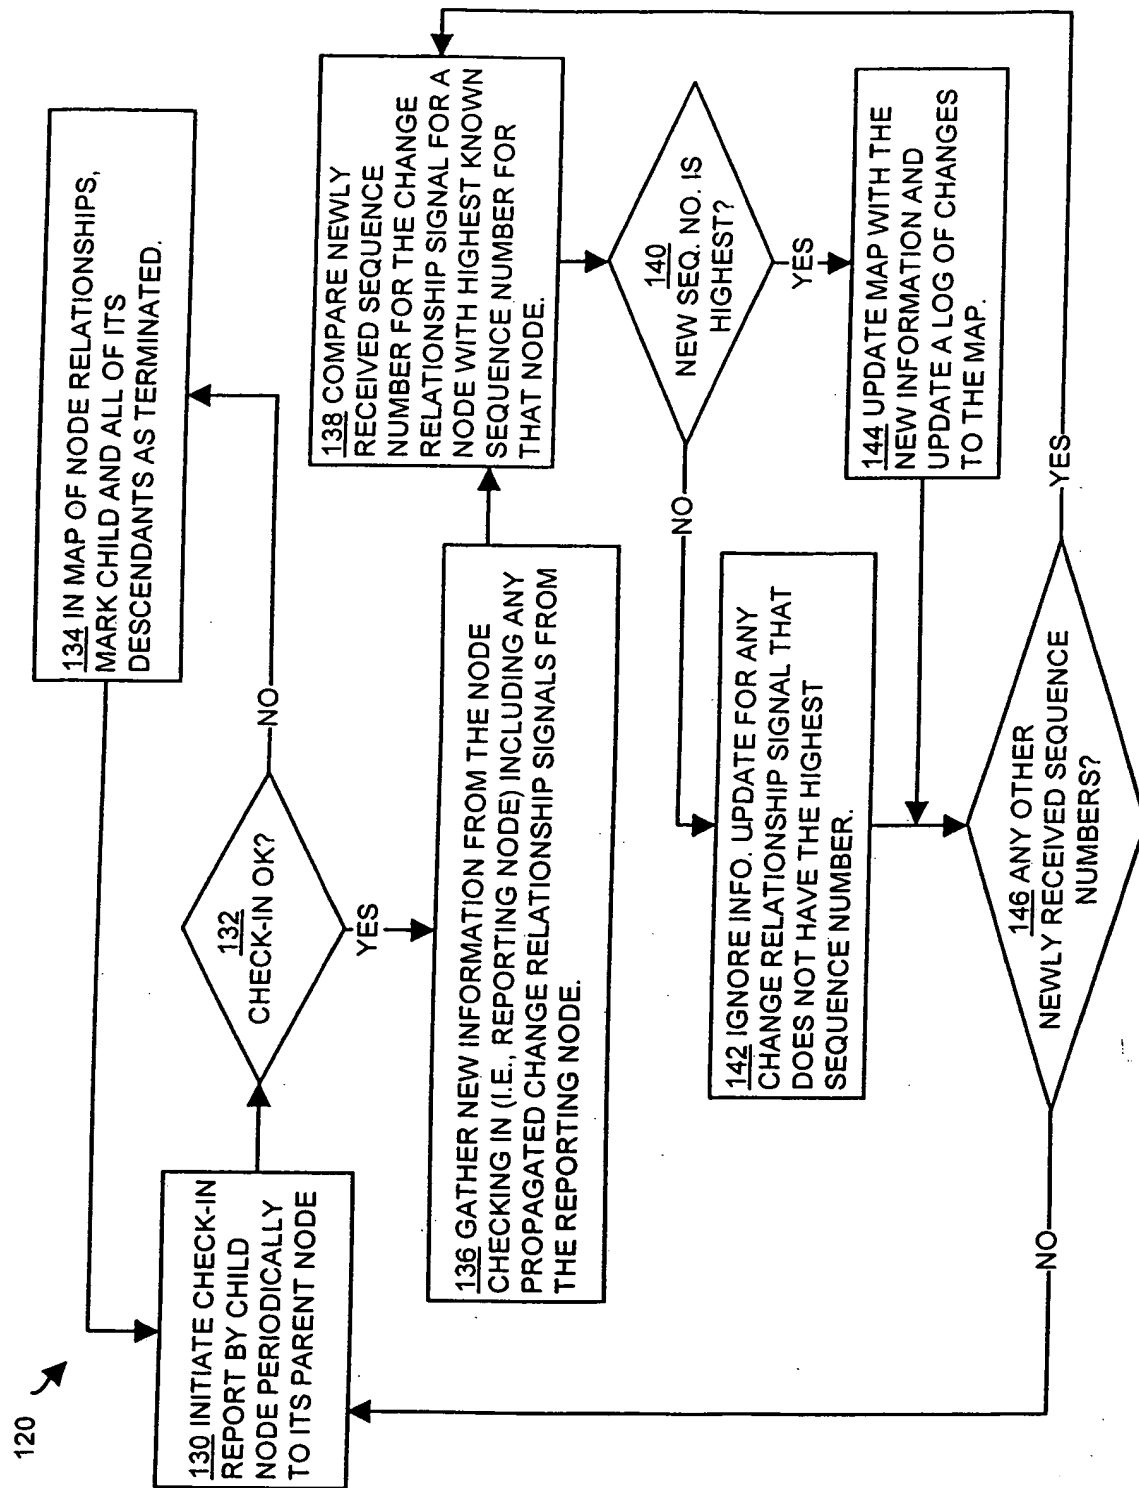 120
130 INITIATE CHECK-IN
REPORT BY CHILD
NODE PERIODICALLY
TO ITS PARENT NODE
132
CHECK-IN OK?
NO
134 IN MAP OF NODE RELATIONSHIPS,
MARK CHILD AND ALL OF ITS
DESCENDANTS AS TERMINATED.
YES
136 GATHER NEW INFORMATION FROM THE NODE
CHECKING IN (I.E., REPORTING NODE) INCLUDING ANY
PROPAGATED CHANGE RELATIONSHIP SIGNALS FROM
THE REPORTING NODE.
138 COMPARE NEWLY
RECEIVED SEQUENCE
NUMBER FOR THE CHANGE
RELATIONSHIP SIGNAL FOR A
NODE WITH HIGHEST KNOWN
SEQUENCE NUMBER FOR
THAT NODE.
140
NEW SEQ. NO. IS
HIGHEST?
NO
YES
142 IGNORE INFO. UPDATE FOR ANY
CHANGE RELATIONSHIP SIGNAL THAT
DOES NOT HAVE THE HIGHEST
SEQUENCE NUMBER.
144 UPDATE MAP WITH THE
NEW INFORMATION AND
UPDATE A LOG OF CHANGES
TO THE MAP.
146 ANY OTHER
NEWLY RECEIVED SEQUENCE
NUMBERS?
NO
YES